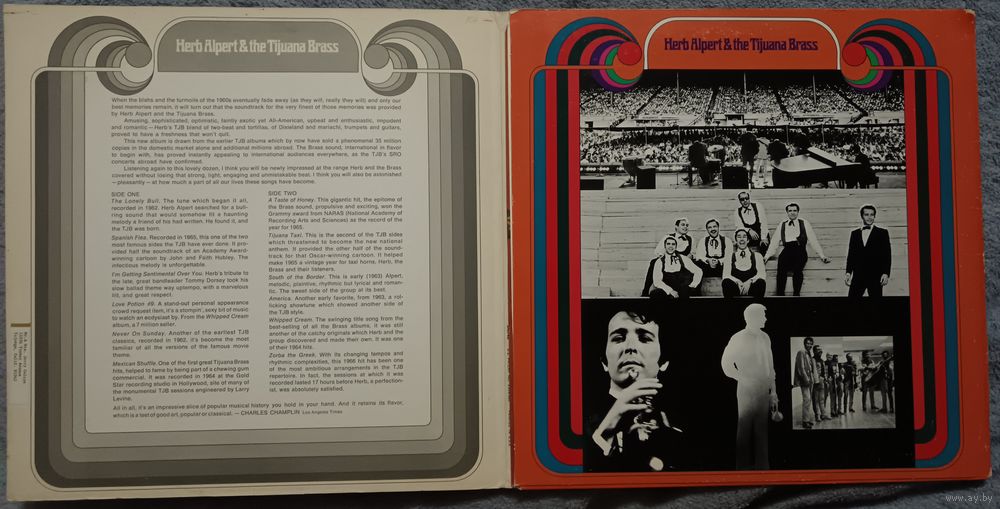 Herb Alpert & the Tijuana Brass
When the blahs and the turmoils of the 1960s eventually fade away (as they will, really they will) and only our
best memories remain, it will turn out that the soundtrack for the very finest of those memories was provided
by Herb Alpert and the Tijuana Brass.
Amusing, sophisticated, optimistic, faintly exotic yet All-American, upbeat and enthusiastic, impudent
and romantic — Herb's TJB blend of two-beat and tortillas, of Dixieland and mariachi, trumpets and guitars,
proved to have a freshness that won't quit.
This new album is drawn from the earlier TJB albums which by now have sold a phenomenal 35 million
copies in the domestic market alone and additional millions abroad. The Brass sound, international in flavor
to begin with, has proved instantly appealing to international audiences everywhere, as the TJB's SRO
concerts abroad have confirmed.
Listening again to this lovely dozen, I think you will be newly impressed at the range Herb and the Brass
covered without losing that strong, light, engaging and unmistakable beat. I think you will also be astonished
— pleasantly — at how much a part of all our lives these songs have become.
SIDE ONE
The Lonely Bull. The tune which began it all,
recorded in 1962. Herb Alpert searched for a bull-
ring sound that would somehow fit a haunting
melody a friend of his had written. He found it, and
the TJB was born.
Spanish Flea. Recorded in 1965, this one of the two
most famous sides the TJB have ever done. It pro-
vided half the soundtrack of an Academy Award-
winning cartoon by John and Faith Hubley. The
infectious melody is unforgettable.
I'm Getting Sentimental Over You. Herb's tribute to
the late, great bandleader Tommy Dorsey took his
slow ballad theme way uptempo, with a marvelous
lilt, and great respect.
Love Potion #9. A stand-out personal appearance
crowd request item, it's a stompin', sexy bit of music
to watch an ecdysiast by. From the Whipped Cream
album, a 7 million seller.
Never On Sunday. Another of the earliest TJB
classics, recorded in 1962, it's become the most
familiar of all the versions of the famous movie
theme.
Mexican Shuffle. One of the first great Tijuana Brass
hits, helped to fame by being part of a chewing gum
commercial, it was recorded in 1964 at the Gold
Star recording studio in Hollywood, site of many of
the monumental TJB sessions engineered by Larry
Levine.
SIDE TWO
A Taste of Honey. This gigantic hit, the epitome of
the Brass sound, propulsive and exciting, won the
Grammy award from NARAS (National Academy of
Recording Arts and Sciences) as the record of the
year for 1965.
Tijuana Taxi. This is the second of the TJB sides
which threatened to become the new national
anthem. It provided the other half of the sound-
track for that Oscar-winning cartoon. It helped
make 1965 a vintage year for taxi horns, Herb, the
Brass and their listeners.
South of the Border. This is early (1963) Alpert,
melodic, plaintive, rhythmic but lyrical and roman-
tic. The sweet side of the group at its best.
America. Another early favorite, from 1963, a rol-
licking showtune which showed another side of
the TJB style.
Whipped Cream. The swinging title song from the
best-selling of all the Brass albums, it was still
another of the catchy originals which Herb and the
group discovered and made their own. It was one
of their 1964 hits.
Zorba the Greek. With its changing tempos and
rhythmic complexities, this 1966 hit has been one
of the most ambitious arrangements in the TJB
repertoire. In fact, the sessions at which it was
recorded lasted 17 hours before Herb, a perfection-
ist, was absolutely satisfied.
All in all, it's an impressive slice of popular musical history you hold in your hand. And it retains its flavor,
which is a test of good art, popular or classical. — CHARLES CHAMPLIN Los Angeles Times
Herb Alpert & the Tijuana Brass
www.ay.by